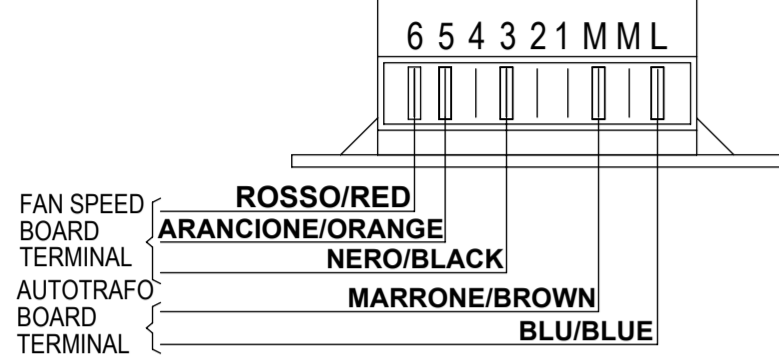 6 5 4 3 2 1 M M L
FAN SPEED
BOARD
TERMINAL
ROSSO/RED
ARANCIONE/ORANGE
NERO/BLACK
AUTOTRAFO
BOARD
TERMINAL
MARRONE/BROWN
BLU/BLUE